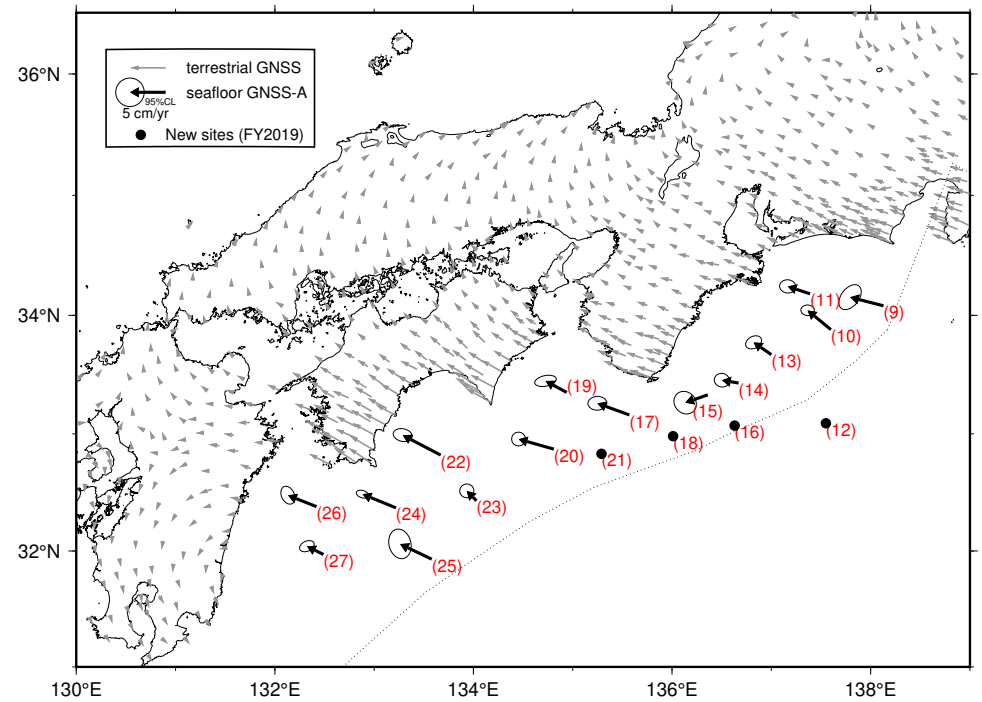 36°N
34°N
32°N
130°E
132°E
134°E
136°E
138°E
terrestrial GNSS
seafloor GNSS-A
95%CL
5 cm/yr
New sites (FY2019)
(11)
(9)
(10)
(13)
(14)
(15)
(19)
(17)
(16)
(12)
(18)
(22)
(20)
(21)
(23)
(26)
(24)
(27)
(25)